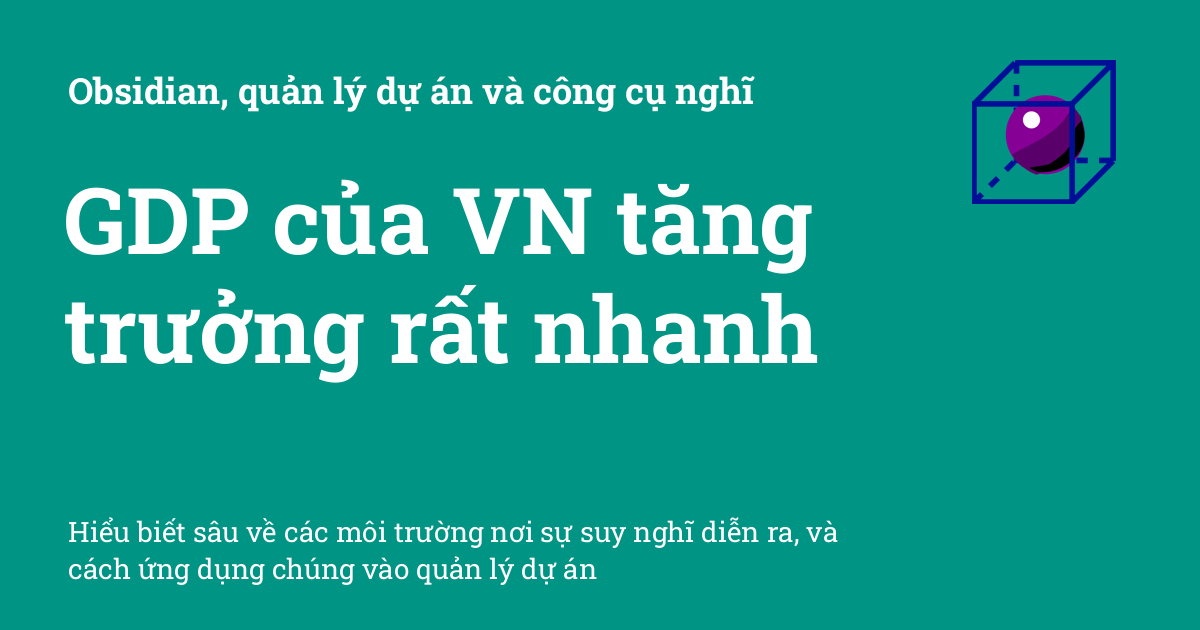 Obsidian, quản lý dự án và công cụ nghĩ
GDP của VN tăng
trưởng rất nhanh
Hiểu biết sâu về các môi trường nơi sự suy nghĩ diễn ra, và
cách ứng dụng chúng vào quản lý dự án